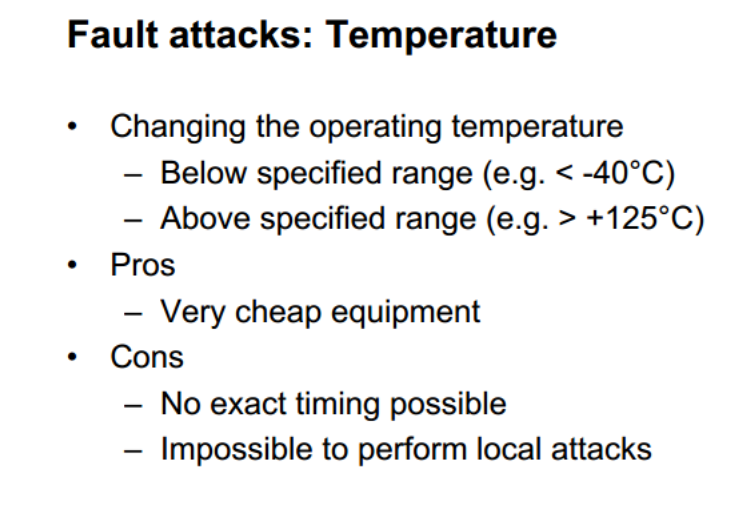 Fault attacks: Temperature
• Changing the operating temperature
– Below specified range (e.g. < -40°C)
– Above specified range (e.g. > +125°C)
• Pros
– Very cheap equipment
• Cons
– No exact timing possible
– Impossible to perform local attacks